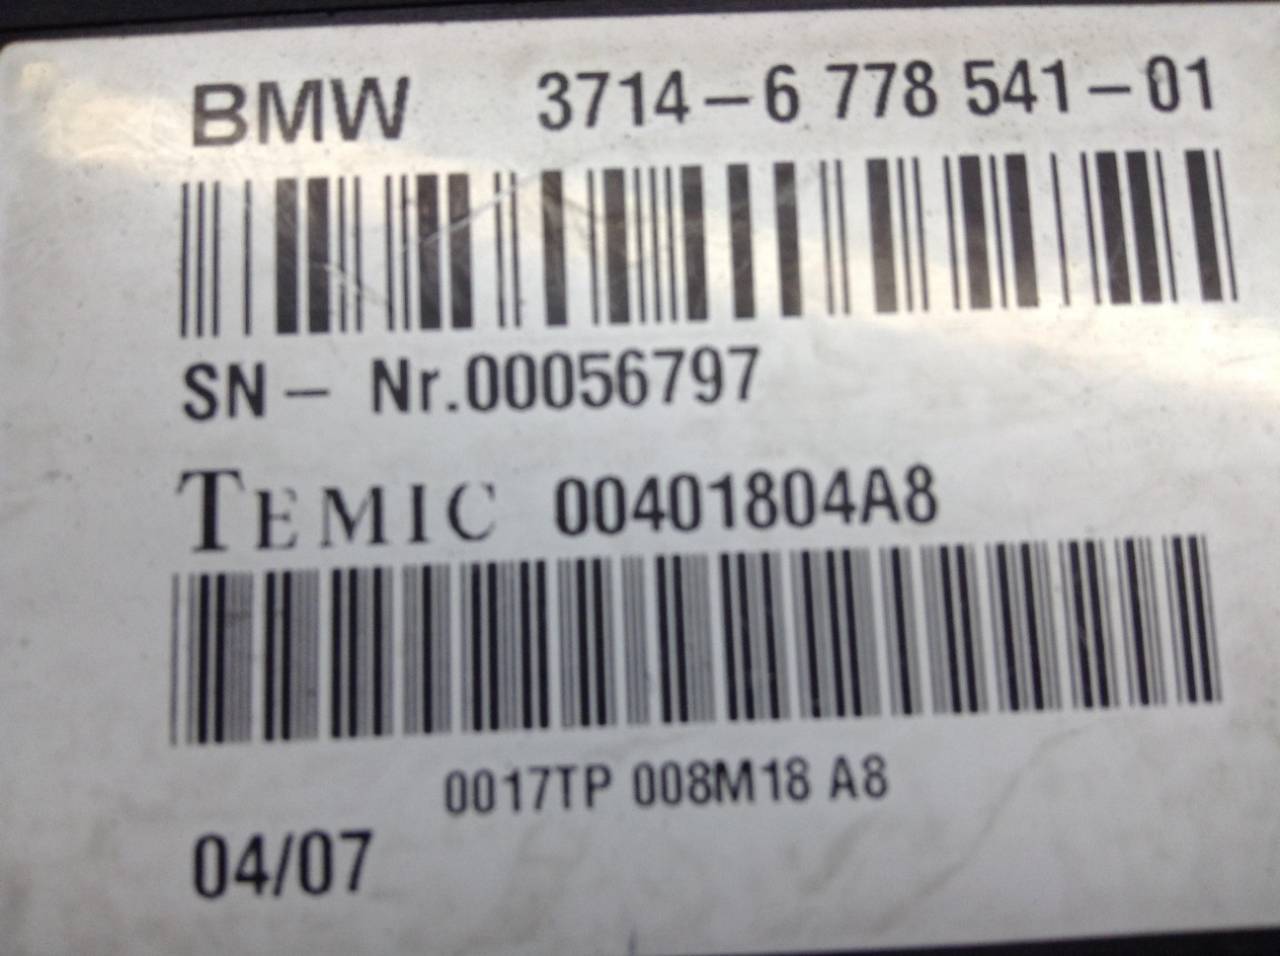 BMW 3714-6 778 541-01
SN- Nr.00056797
TEMIC 00401804A8
0017TP 008M18 A8
04/07